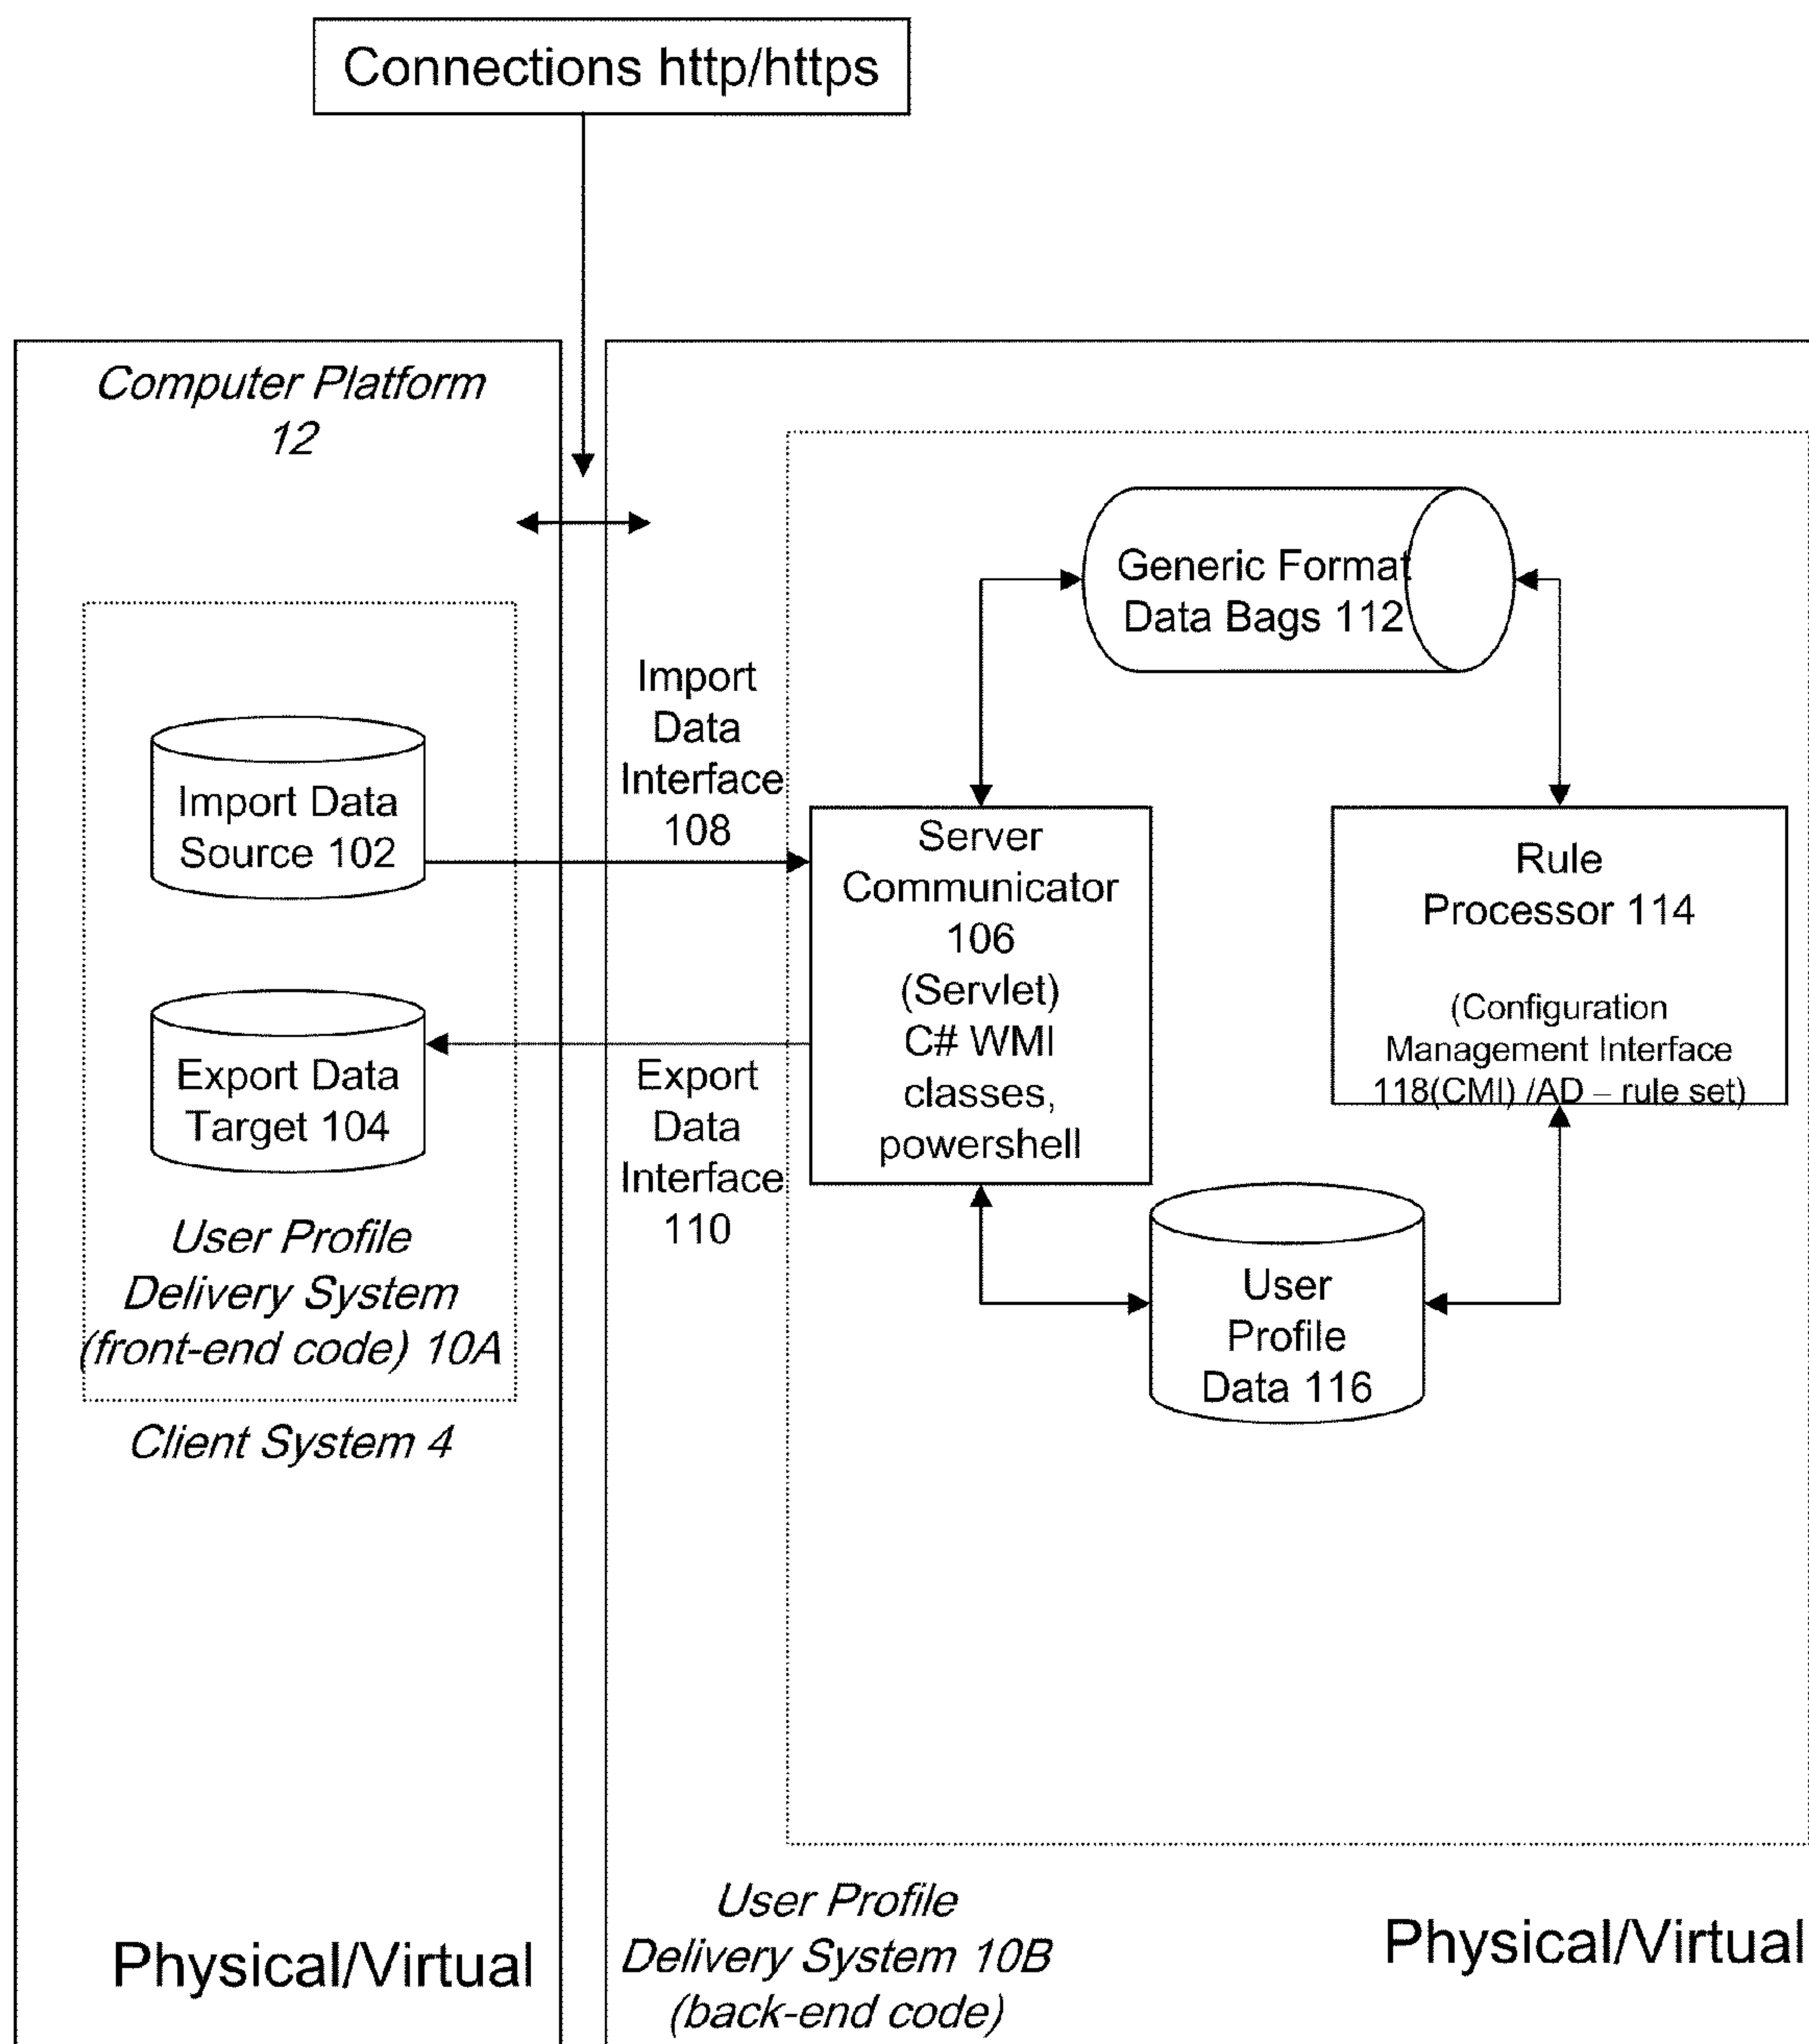 Connections http/https
Computer Platform
12
Import Data
Source 102
Export Data
Target 104
User Profile
Delivery System
(front-end code) 10A
Client System 4
Physical/Virtual
Import
Data
Interface
108
Export
Data
Interface
110
Generic Format
Data Bags 112
Server
Communicator
106
(Servlet)
C# WMI
classes,
powershell
Rule
Processor 114
(Configuration
Management Interface
118(CMI) /AD – rule set)
User
Profile
Data 116
User Profile
Delivery System 10B
(back-end code)
Physical/Virtual